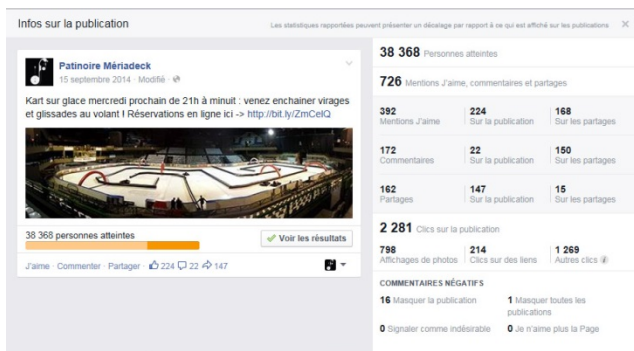 Infos sur la publication
Les statistiques rapportées peuvent présenter un décalage par rapport à ce qui est affiché sur les publications
Patinoire Mériadeck
15 septembre 2014 · Modifié ·
Kart sur glace mercredi prochain de 21h à minuit : venez enchainer virages
et glissades au volant ! Réservations en ligne ici -> http://bit.ly/ZmCeIQ
38 368 personnes atteintes
Voir les résultats
J'aime · Commenter · Partager · 224 22 147
38 368 Personnes atteintes
726 Mentions J'aime, commentaires et partages
392 224 168
Mentions J'aime Sur la publication Sur les partages
172 22 150
Commentaires Sur la publication Sur les partages
162 147 15
Partages Sur la publication Sur les partages
2 281 Clics sur la publication
798 214 1 269
Affichages de photos Clics sur des liens Autres clics
COMMENTAIRES NÉGATIFS
16 Masquer la publication 1 Masquer toutes les
publications
0 Signaler comme indésirable 0 Je n'aime plus la Page